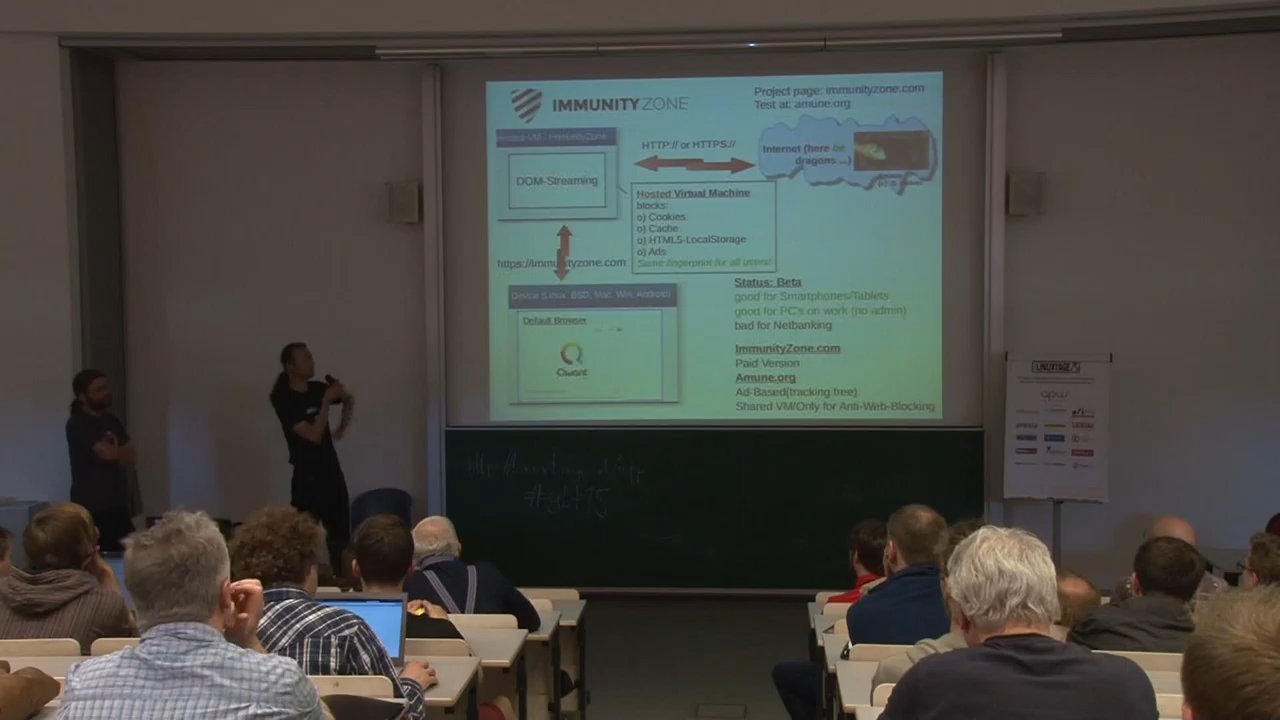 IMMUNITY ZONE
Project page: immunityzone.com
Test at: amune.org
Hosted VM / ImmunityZone
DOM-Streaming
HTTP:// or HTTPS://
Internet (here be
dragons ...)
Hosted Virtual Machine
blocks:
o) Cookies
o) Cache
o) HTML5-LocalStorage
o) Ads
Same fingerprint for all users!
https://immunityzone.com
Device (Linux, BSD, Mac, Win, Android)
Default Browser
Qwant
Status: Beta
good for Smartphones/Tablets
good for PC's on work (no admin)
bad for Netbanking
ImmunityZone.com
Paid Version
Amune.org
Ad-Based(tracking free)
Shared VM/Only for Anti-Web-Blocking
LINUXTAGE
#glt15